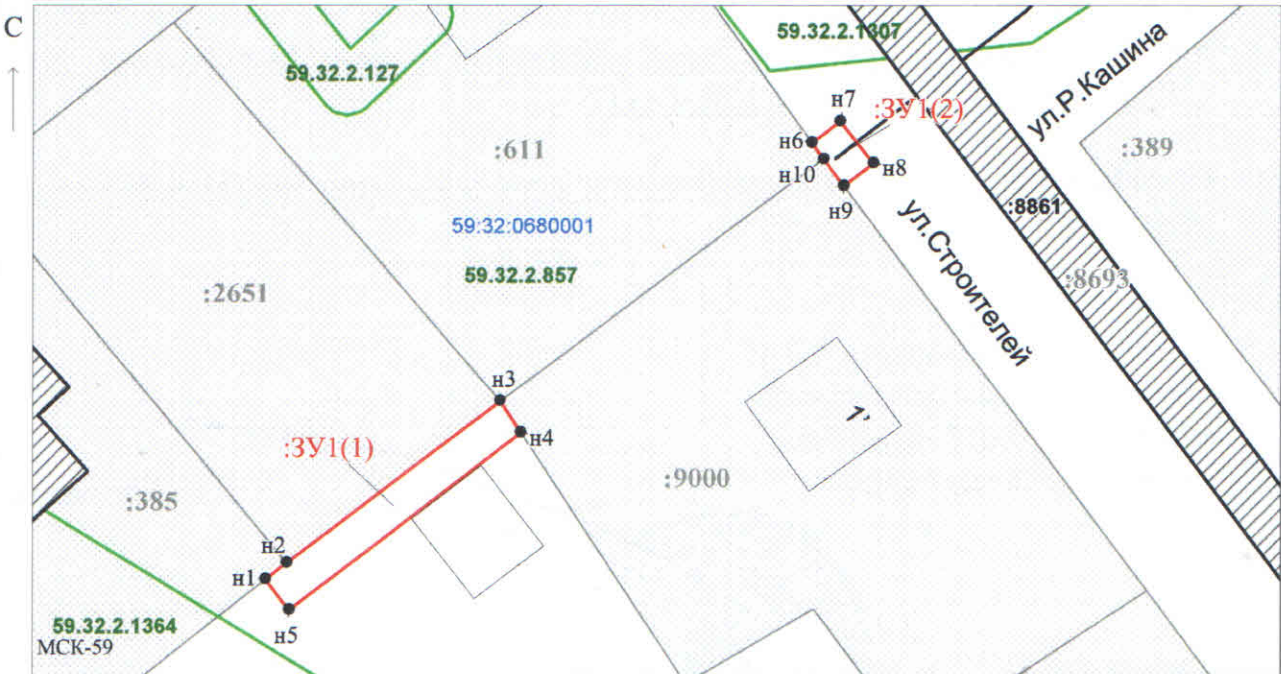 С
59.32.2.1307
ул.Р.Кашина
59.32.2.127
н7
:ЗУ1(2)
н6
:611
:389
н10
н8
н9
ул.Строителей
:8861
59:32:0680001
59.32.2.857
:8693
:2651
н3
1'
н4
:ЗУ1(1)
:9000
:385
н2
н1
59.32.2.1364
н5
МСК-59